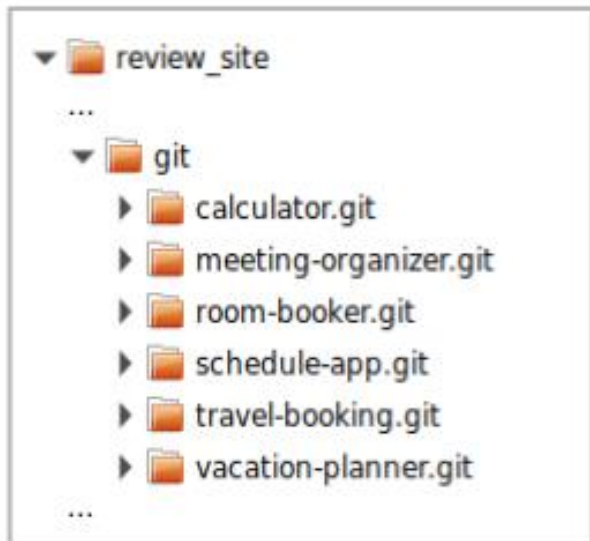 review_site
...
git
calculator.git
meeting-organizer.git
room-booker.git
schedule-app.git
travel-booking.git
vacation-planner.git
...